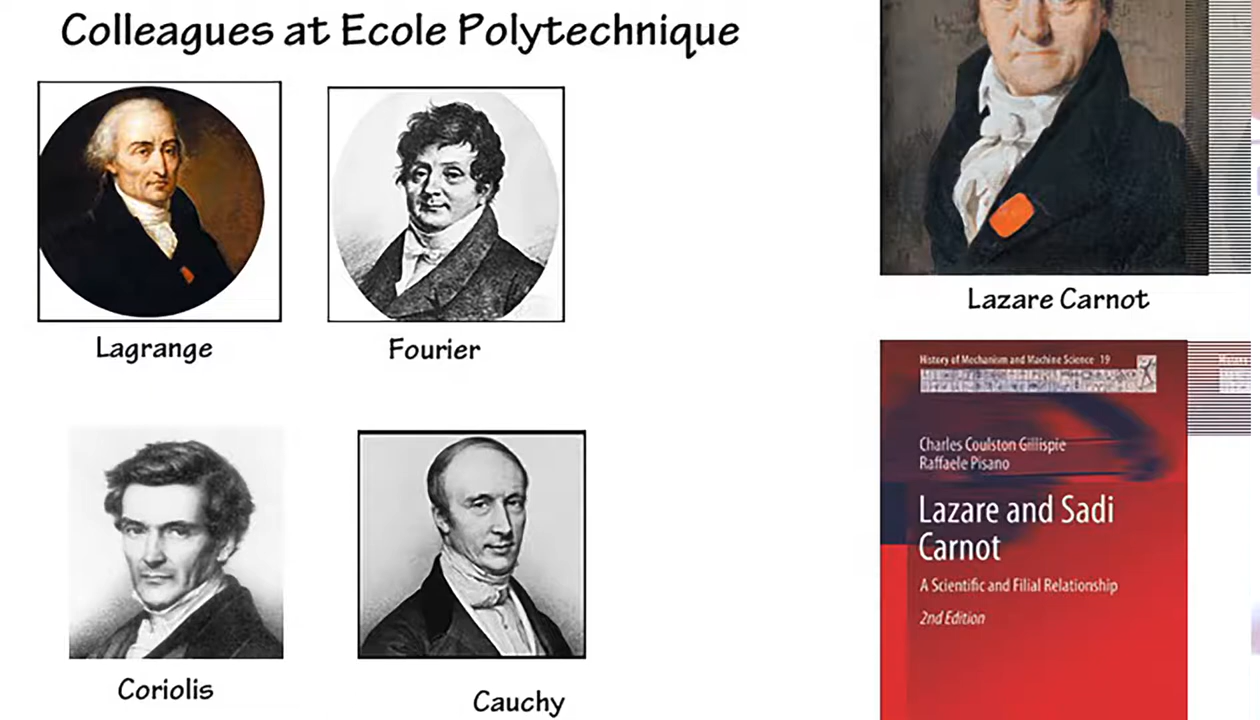 Colleagues at Ecole Polytechnique
Lagrange
Fourier
Coriolis
Cauchy
Lazare Carnot
History of Mechanism and Machine Science 19
Charles Coulston Gillispie
Raffaele Pisano
Lazare and Sadi
Carnot
A Scientific and Filial Relationship
2nd Edition